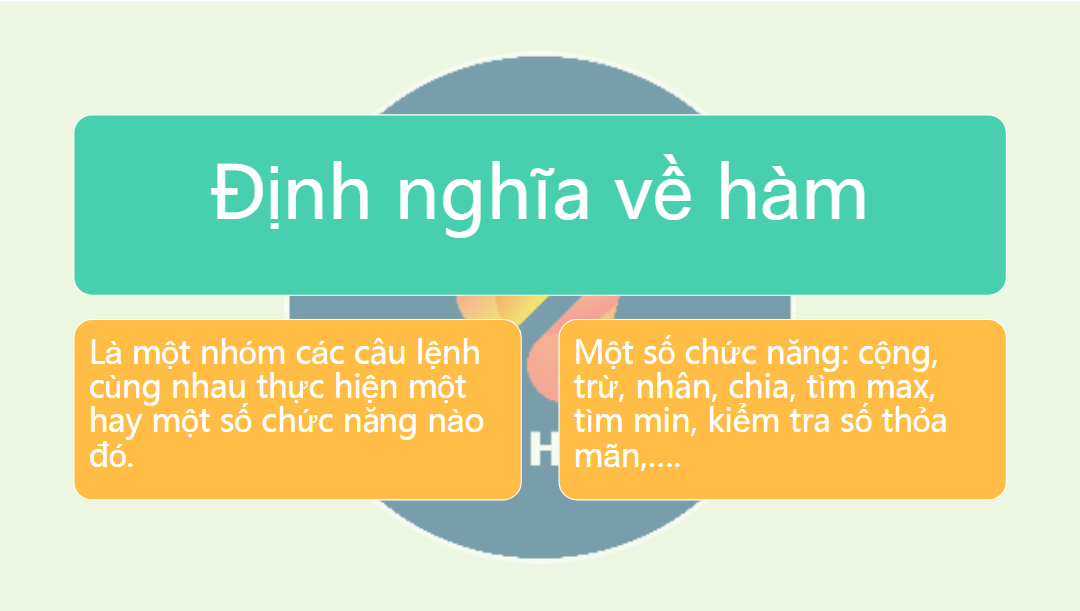 Định nghĩa về hàm
Là một nhóm các câu lệnh
cùng nhau thực hiện một
hay một số chức năng nào
đó.
Một số chức năng: cộng,
trừ, nhân, chia, tìm max,
tìm min, kiểm tra số thỏa
mãn,....
H